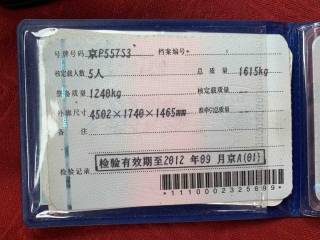 号牌号码 京P55753 档案编号
核定载人数 5人 总质量 1615kg
整备质量 1240kg 核定载质量
外廓尺寸 4502×1740×1465mm 准牵引总质量
备注
检验有效期至2012年09月京A(01)
检验记录
*1110002325699*